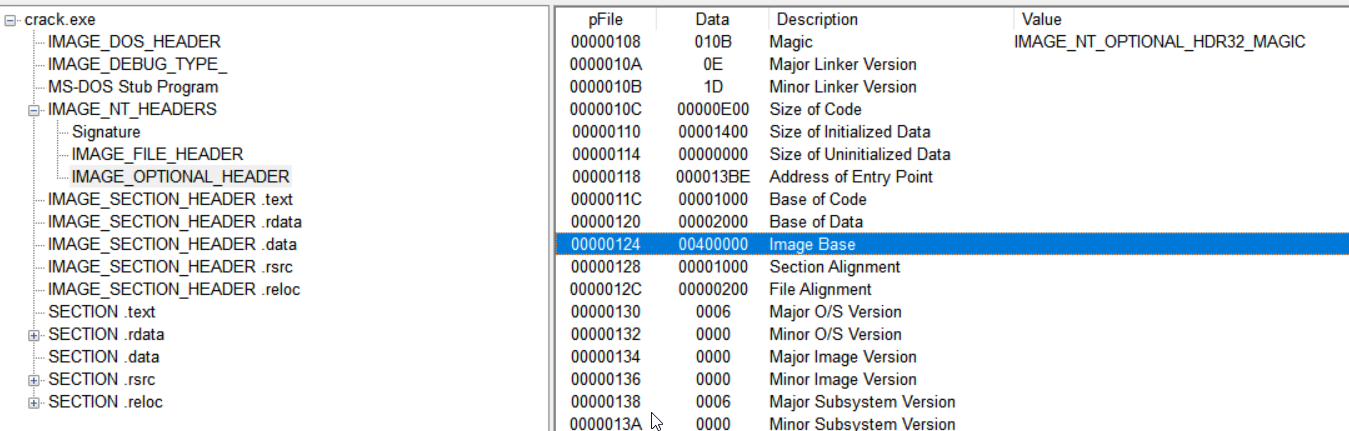 crack.exe
IMAGE_DOS_HEADER
IMAGE_DEBUG_TYPE_
MS-DOS Stub Program
IMAGE_NT_HEADERS
Signature
IMAGE_FILE_HEADER
IMAGE_OPTIONAL_HEADER
IMAGE_SECTION_HEADER .text
IMAGE_SECTION_HEADER .rdata
IMAGE_SECTION_HEADER .data
IMAGE_SECTION_HEADER .rsrc
IMAGE_SECTION_HEADER .reloc
SECTION .text
SECTION .rdata
SECTION .data
SECTION .rsrc
SECTION .reloc
pFile Data Description Value
00000108 010B Magic IMAGE_NT_OPTIONAL_HDR32_MAGIC
0000010A 0E Major Linker Version
0000010B 1D Minor Linker Version
0000010C 00000E00 Size of Code
00000110 00001400 Size of Initialized Data
00000114 00000000 Size of Uninitialized Data
00000118 000013BE Address of Entry Point
0000011C 00001000 Base of Code
00000120 00002000 Base of Data
00000124 00400000 Image Base
00000128 00001000 Section Alignment
0000012C 00000200 File Alignment
00000130 0006 Major O/S Version
00000132 0000 Minor O/S Version
00000134 0000 Major Image Version
00000136 0000 Minor Image Version
00000138 0006 Major Subsystem Version
0000013A 0000 Minor Subsystem Version